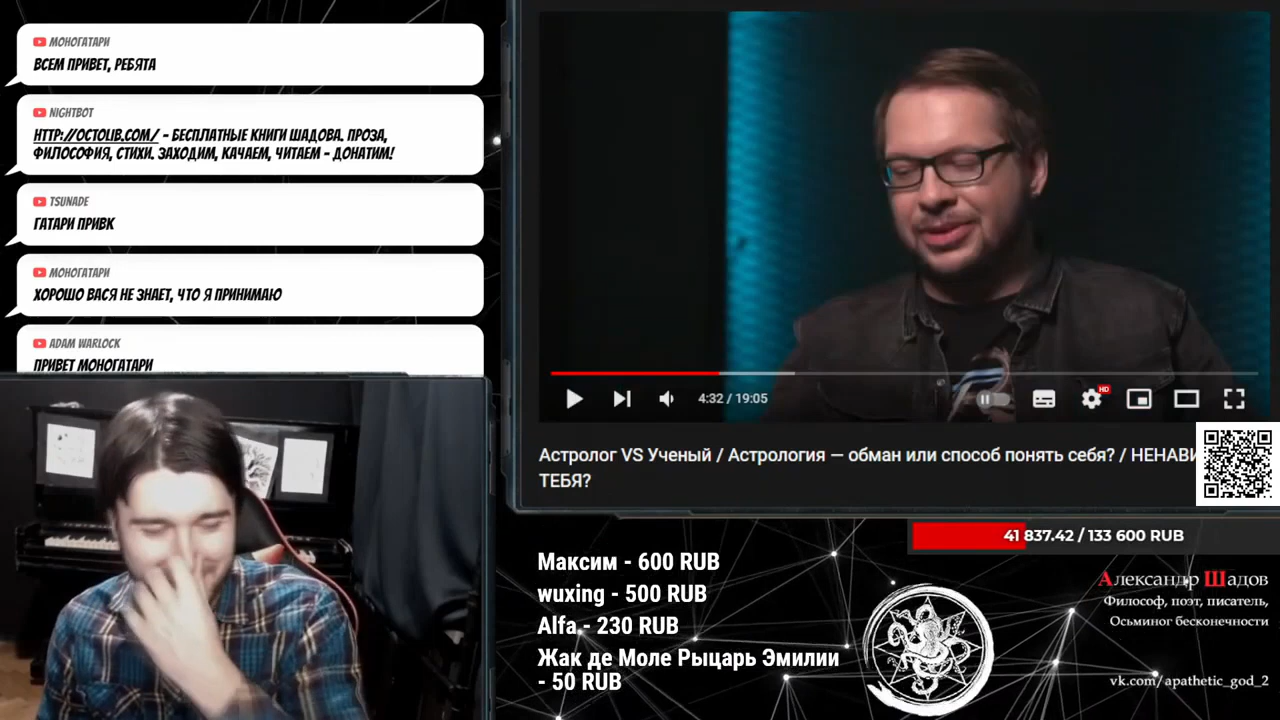 МОНОГАТАРИ
ВСЕМ ПРИВЕТ, РЕБЯТА
NIGHTBOT
HTTP://OCTOLIB.COM/ - БЕСПЛАТНЫЕ КНИГИ ШАДОВА. ПРОЗА,
ФИЛОСОФИЯ, СТИХИ. ЗАХОДИМ, КАЧАЕМ, ЧИТАЕМ - ДОНАТИМ!
TSUNADE
ГАТАРИ ПРИВК
МОНОГАТАРИ
ХОРОШО ВАСЯ НЕ ЗНАЕТ, ЧТО Я ПРИНИМАЮ
ADAM WARLOCK
ПРИВЕТ МОНОГАТАРИ
4:32 / 19:05
HD
Астролог VS Ученый / Астрология — обман или способ понять себя? / НЕНАВИ
ТЕБЯ?
41 837.42 / 133 600 RUB
Максим - 600 RUB
wuxing - 500 RUB
Alfa - 230 RUB
Жак де Моле Рыцарь Эмилии
- 50 RUB
Александр Шадов
Философ, поэт, писатель,
Осьминог бесконечности
vk.com/apathetic_god_2